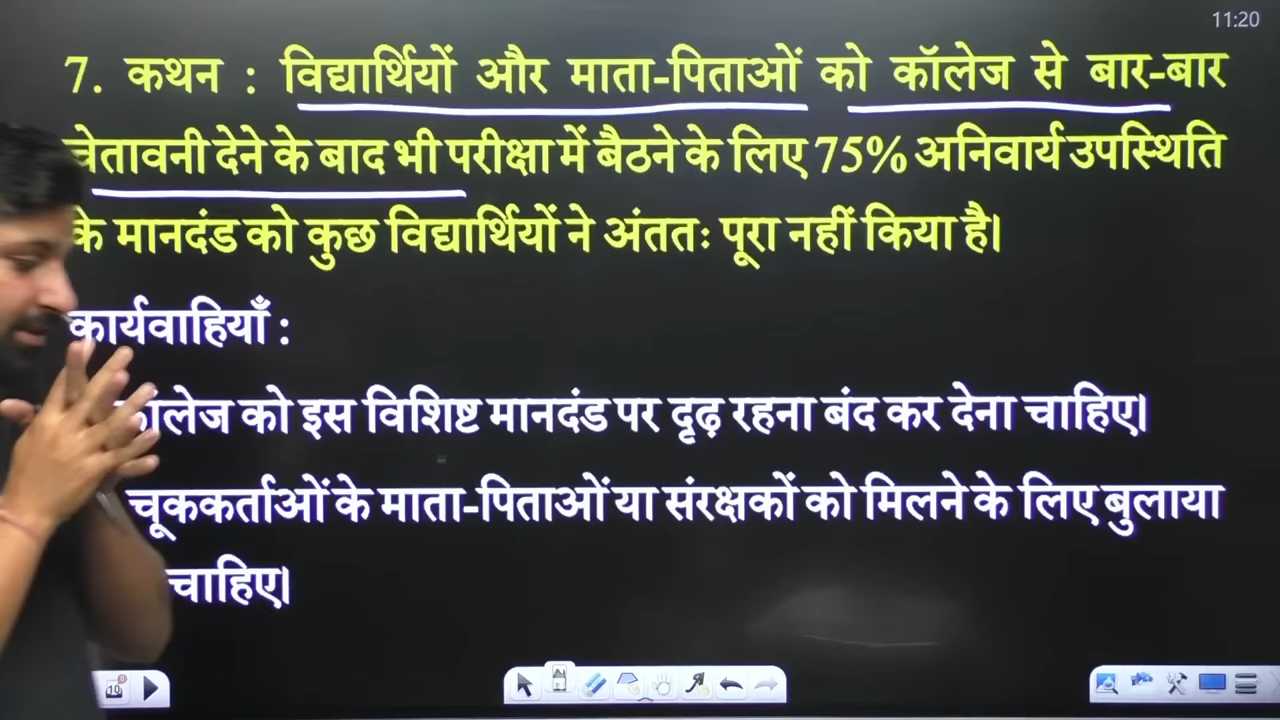 11:20
7. कथन : विद्यार्थियों और माता-पिताओं को कॉलेज से बार-बार
चेतावनी देने के बाद भी परीक्षा में बैठने के लिए 75% अनिवार्य उपस्थिति
के मानदंड को कुछ विद्यार्थियों ने अंततः पूरा नहीं किया है।
कार्यवाहियाँ :
कॉलेज को इस विशिष्ट मानदंड पर दृढ़ रहना बंद कर देना चाहिए।
चूककर्ताओं के माता-पिताओं या संरक्षकों को मिलने के लिए बुलाया
चाहिए।
10